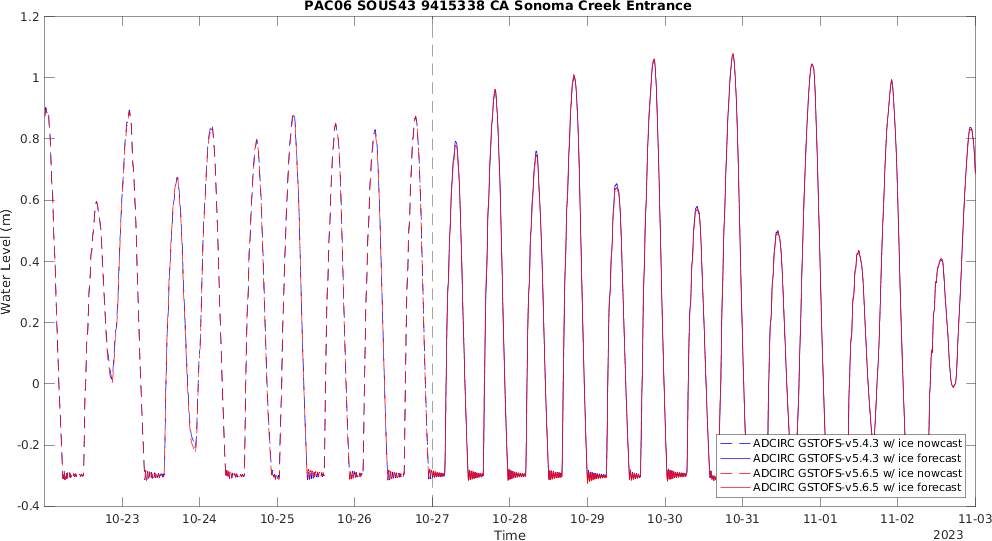 PAC06 SOUS43 9415338 CA Sonoma Creek Entrance
1.2
1
0.8
0.6
0.4
0.2
0
-0.2
-0.4
Water Level (m)
10-23 10-24 10-25 10-26 10-27 10-28 10-29 10-30 10-31 11-01 11-02 11-03
Time
2023
ADCIRC GSTOFS-v5.4.3 w/ ice nowcast
ADCIRC GSTOFS-v5.4.3 w/ ice forecast
ADCIRC GSTOFS-v5.6.5 w/ ice nowcast
ADCIRC GSTOFS-v5.6.5 w/ ice forecast